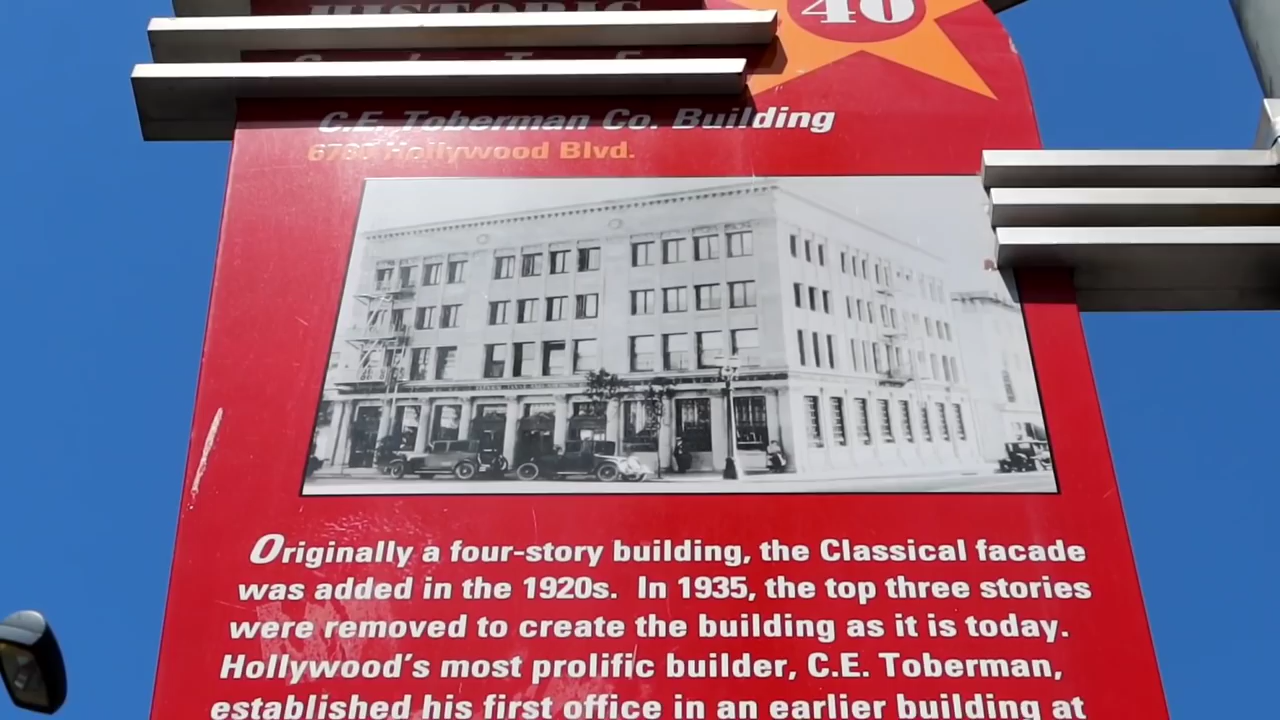 HISTORIC
40
C.E. Toberman Co. Building
Hollywood Blvd.
Originally a four-story building, the Classical facade
was added in the 1920s. In 1935, the top three stories
were removed to create the building as it is today.
Hollywood's most prolific builder, C.E. Toberman,
established his first office in an earlier building at